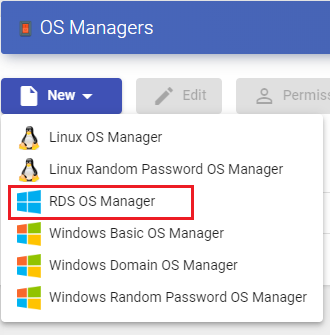 OS Managers
New
Edit
Linux OS Manager
Linux Random Password OS Manager
RDS OS Manager
Windows Basic OS Manager
Windows Domain OS Manager
Windows Random Password OS Manager